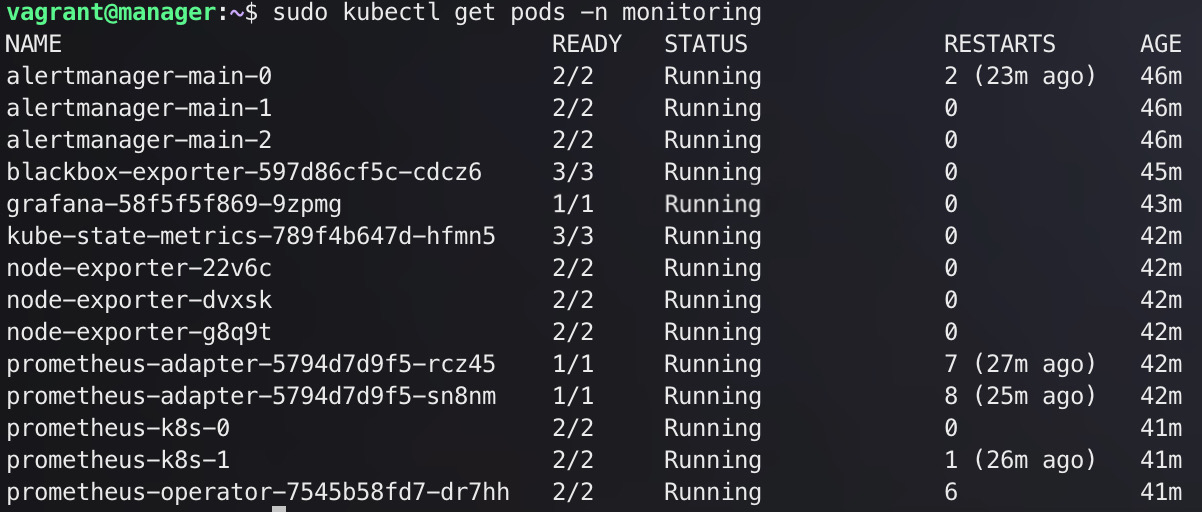 vagrant@manager:~$ sudo kubectl get pods -n monitoring
NAME READY STATUS RESTARTS AGE
alertmanager-main-0 2/2 Running 2 (23m ago) 46m
alertmanager-main-1 2/2 Running 0 46m
alertmanager-main-2 2/2 Running 0 46m
blackbox-exporter-597d86cf5c-cdcz6 3/3 Running 0 45m
grafana-58f5f5f869-9zpmg 1/1 Running 0 43m
kube-state-metrics-789f4b647d-hfmn5 3/3 Running 0 42m
node-exporter-22v6c 2/2 Running 0 42m
node-exporter-dvxsk 2/2 Running 0 42m
node-exporter-g8q9t 2/2 Running 0 42m
prometheus-adapter-5794d7d9f5-rcz45 1/1 Running 7 (27m ago) 42m
prometheus-adapter-5794d7d9f5-sn8nm 1/1 Running 8 (25m ago) 42m
prometheus-k8s-0 2/2 Running 0 41m
prometheus-k8s-1 2/2 Running 1 (26m ago) 41m
prometheus-operator-7545b58fd7-dr7hh 2/2 Running 6 41m